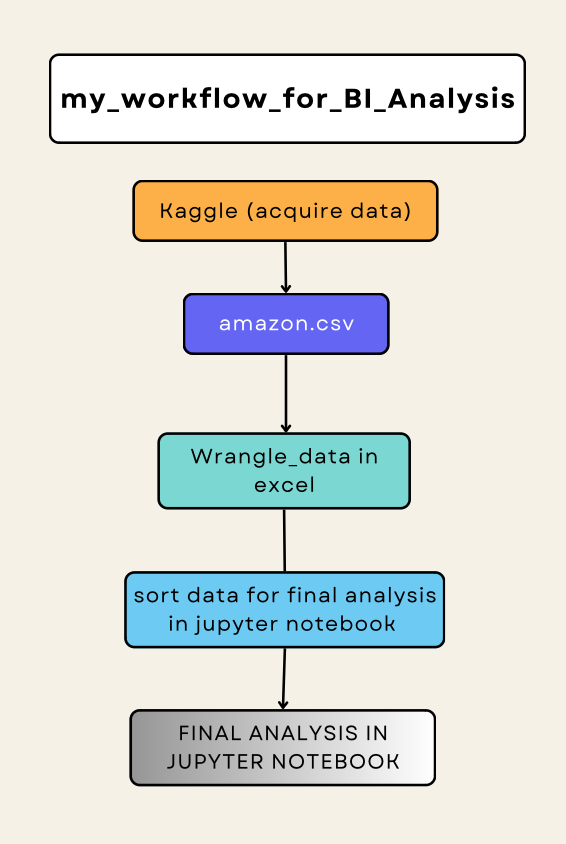 my_workflow_for_BI_Analysis
Kaggle (acquire data)
amazon.csv
Wrangle_data in
excel
sort data for final analysis
in jupyter notebook
FINAL ANALYSIS IN
JUPYTER NOTEBOOK